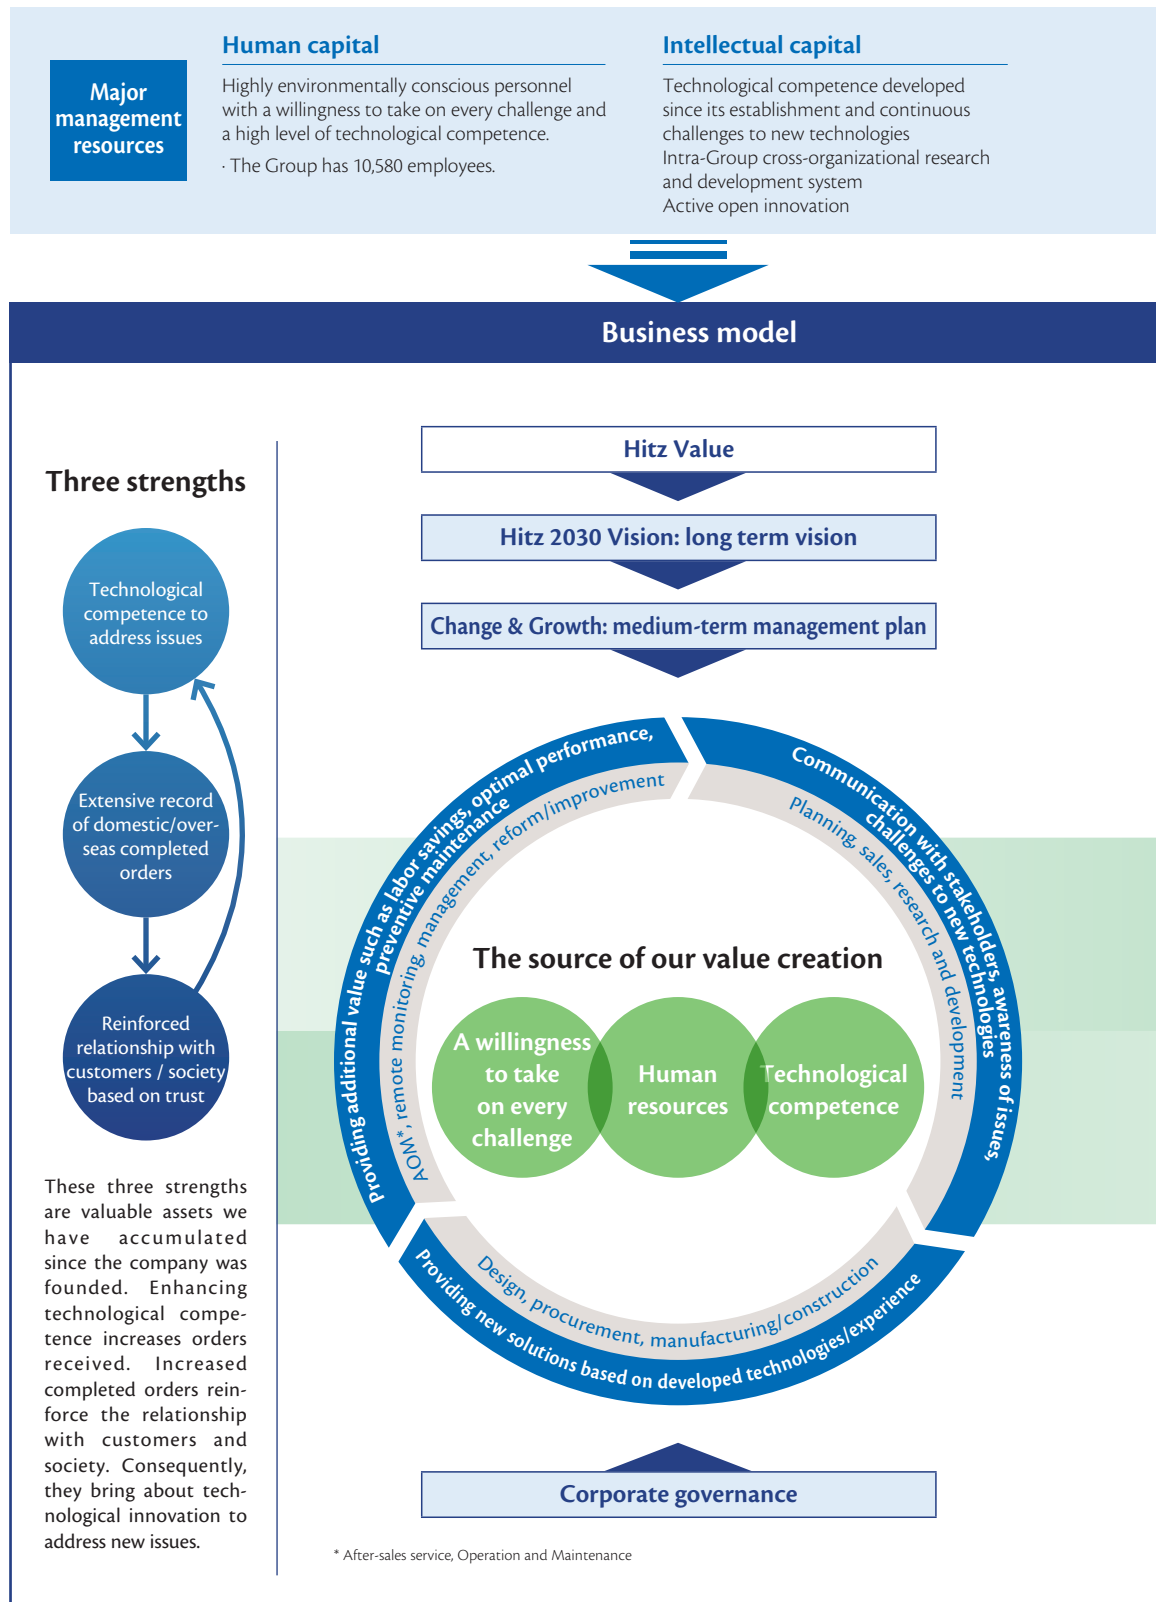 Major
management
resources
Human capital
Highly environmentally conscious personnel
with a willingness to take on every challenge and
a high level of technological competence.
· The Group has 10,580 employees.
Intellectual capital
Technological competence developed
since its establishment and continuous
challenges to new technologies
Intra-Group cross-organizational research
and development system
Active open innovation
Business model
Three strengths
Technological
competence to
address issues
Extensive record
of domestic/over-
seas completed
orders
Reinforced
relationship with
customers / society
based on trust
These three strengths
are valuable assets we
have accumulated
since the company was
founded. Enhancing
technological compe-
tence increases orders
received. Increased
completed orders rein-
force the relationship
with customers and
society. Consequently,
they bring about tech-
nological innovation to
address new issues.
Hitz Value
Hitz 2030 Vision: long term vision
Change & Growth: medium-term management plan
Providing additional value such as labor savings, optimal performance,
preventive maintenance
AOM*, remote monitoring, management, reform/improvement
Communication with stakeholders, awareness of issues,
challenges to new technologies
Planning, sales, research and development
The source of our value creation
A willingness
to take
on every
challenge
Human
resources
Technological
competence
Design, procurement, manufacturing/construction
Providing new solutions based on developed technologies/experience
Corporate governance
* After-sales service, Operation and Maintenance